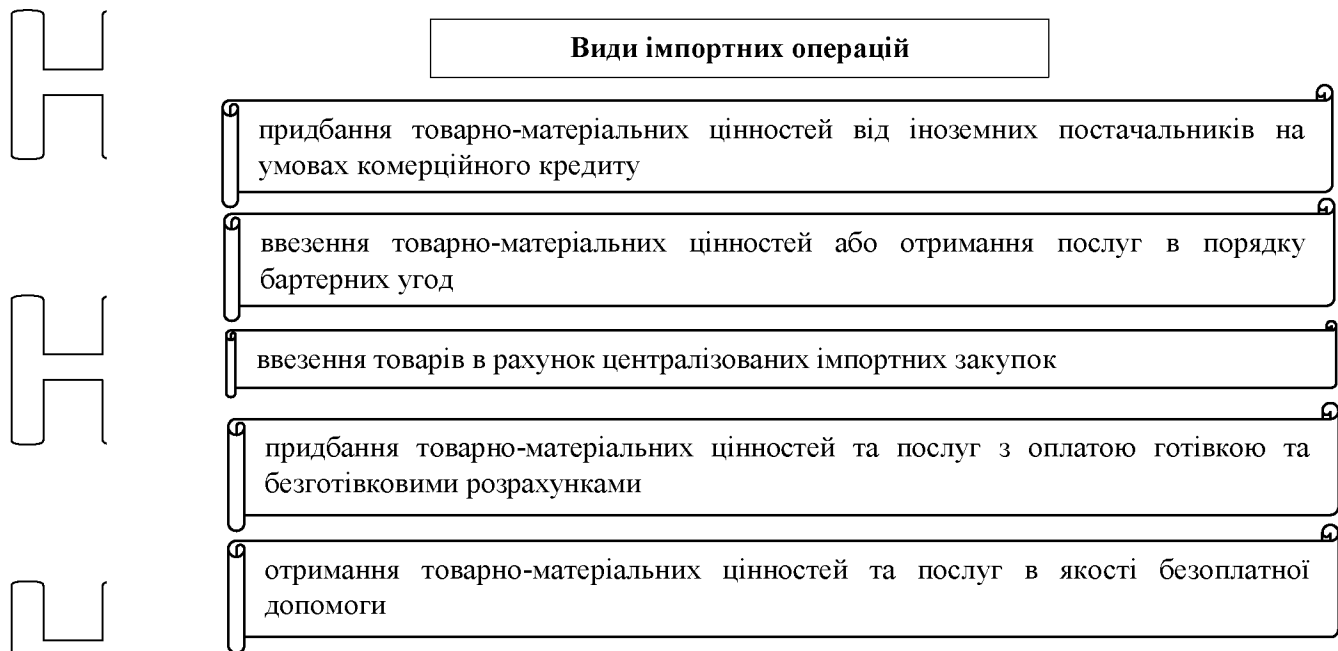 Види імпортних операцій
придбання товарно-матеріальних цінностей від іноземних постачальників на
умовах комерційного кредиту
ввезення товарно-матеріальних цінностей або отримання послуг в порядку
бартерних угод
ввезення товарів в рахунок централізованих імпортних закупок
придбання товарно-матеріальних цінностей та послуг з оплатою готівкою та
безготівковими розрахунками
отримання товарно-матеріальних цінностей та послуг в якості безоплатної
допомоги